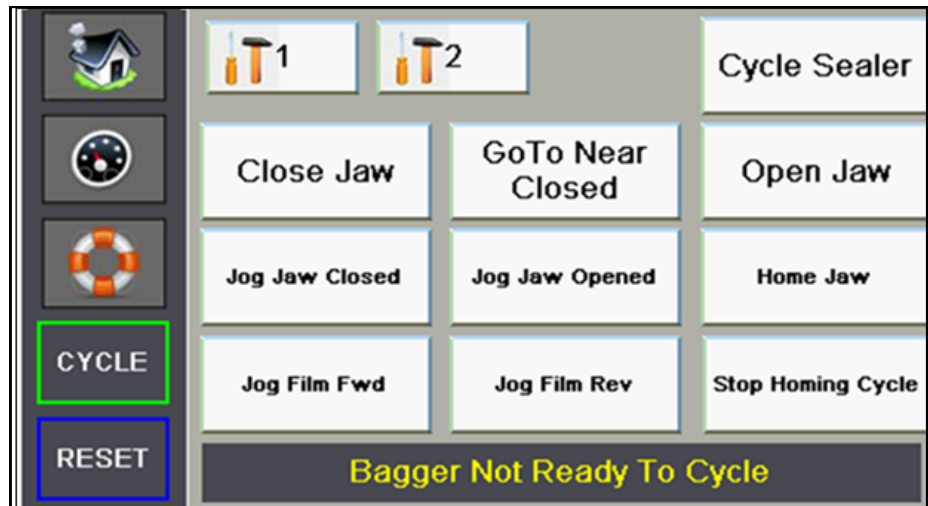 1
2
Cycle Sealer
Close Jaw
GoTo Near
Closed
Open Jaw
Jog Jaw Closed
Jog Jaw Opened
Home Jaw
CYCLE
Jog Film Fwd
Jog Film Rev
Stop Homing Cycle
RESET
Bagger Not Ready To Cycle